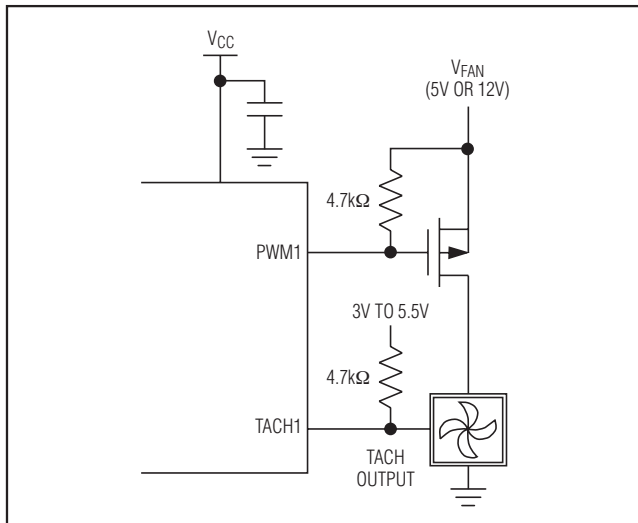 VCC
VFAN
(5V OR 12V)
4.7kΩ
PWM1
3V TO 5.5V
4.7kΩ
TACH1
TACH
OUTPUT